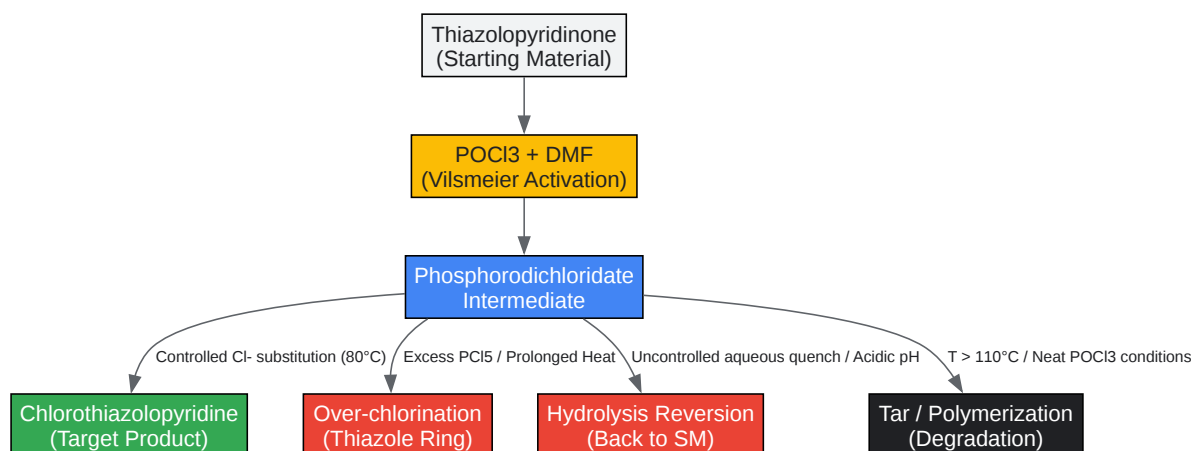 Thiazolopyridinone
(Starting Material)
POCl3 + DMF
(Vilsmeier Activation)
Phosphorodichloridate
Intermediate
Controlled Cl- substitution (80°C)
Excess PCl5 / Prolonged Heat
Uncontrolled aqueous quench / Acidic pH
T > 110°C / Neat POCl3 conditions
Chlorothiazolopyridine
(Target Product)
Over-chlorination
(Thiazole Ring)
Hydrolysis Reversion
(Back to SM)
Tar / Polymerization
(Degradation)